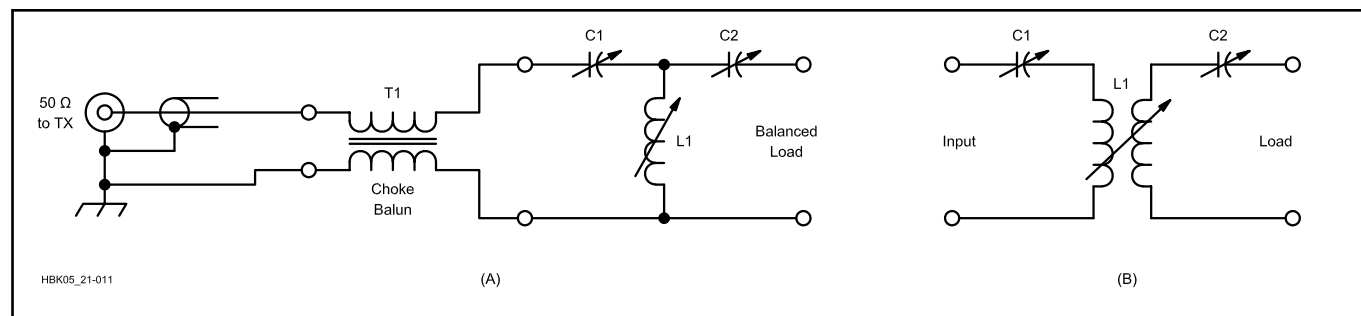 C1
C2
T1
50 Ω
to TX
L1
Balanced
Load
Choke
Balun
HBK05_21-011
(A)
C1
C2
L1
Input
Load
(B)